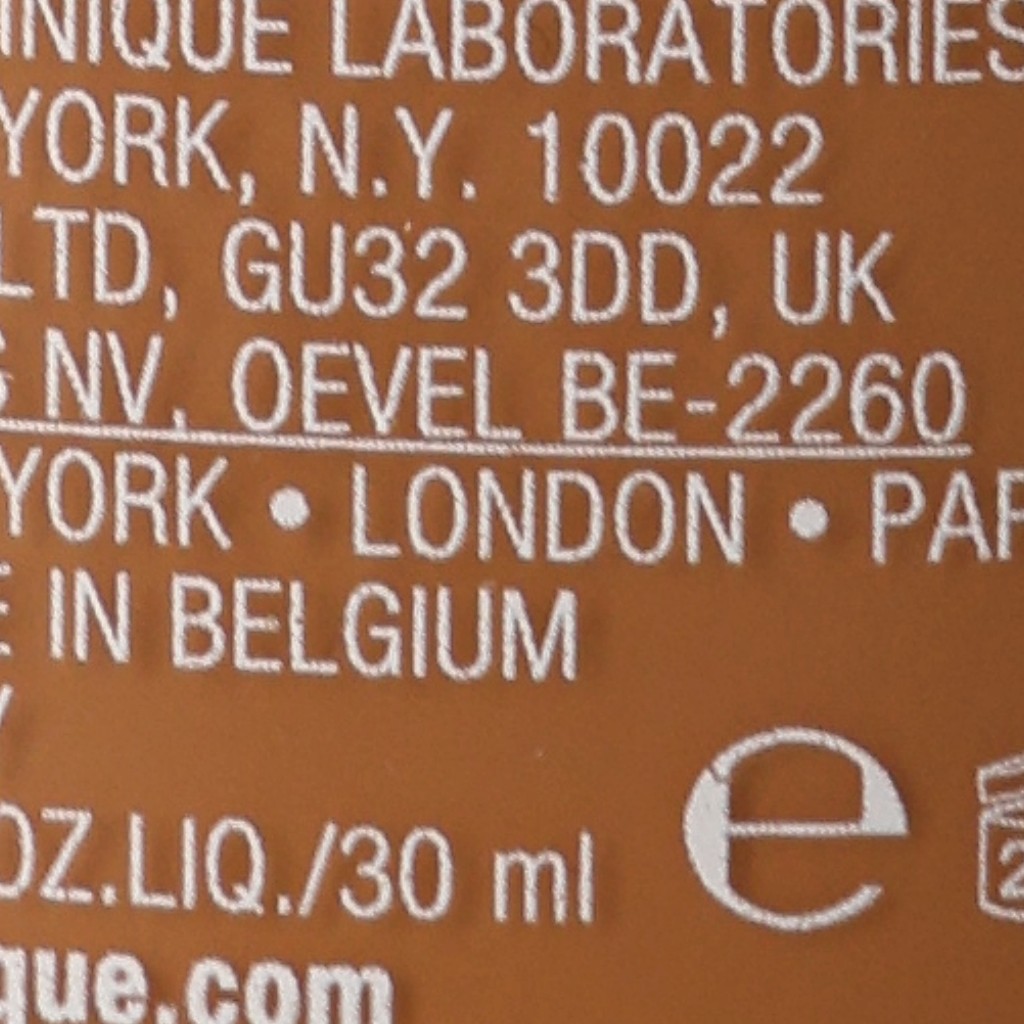 INIQUE LABORATORIES
YORK, N.Y. 10022
LTD, GU32 3DD, UK
NV, OEVEL BE-2260
YORK • LONDON • PAR
IN BELGIUM
OZ.LIQ./30 ml e
que.com